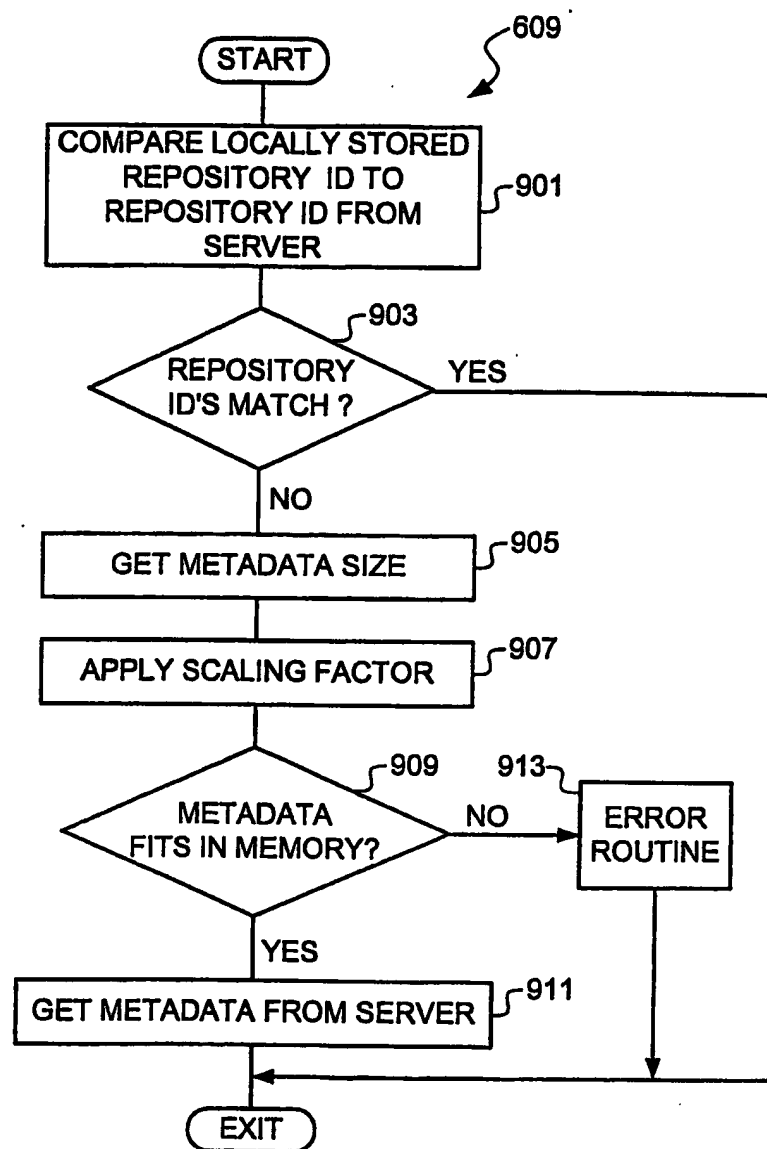 609
START
COMPARE LOCALLY STORED
REPOSITORY ID TO
REPOSITORY ID FROM
SERVER
901
903
REPOSITORY
ID'S MATCH ?
YES
NO
905
GET METADATA SIZE
907
APPLY SCALING FACTOR
909
METADATA
FITS IN MEMORY?
NO
913
ERROR
ROUTINE
YES
911
GET METADATA FROM SERVER
EXIT